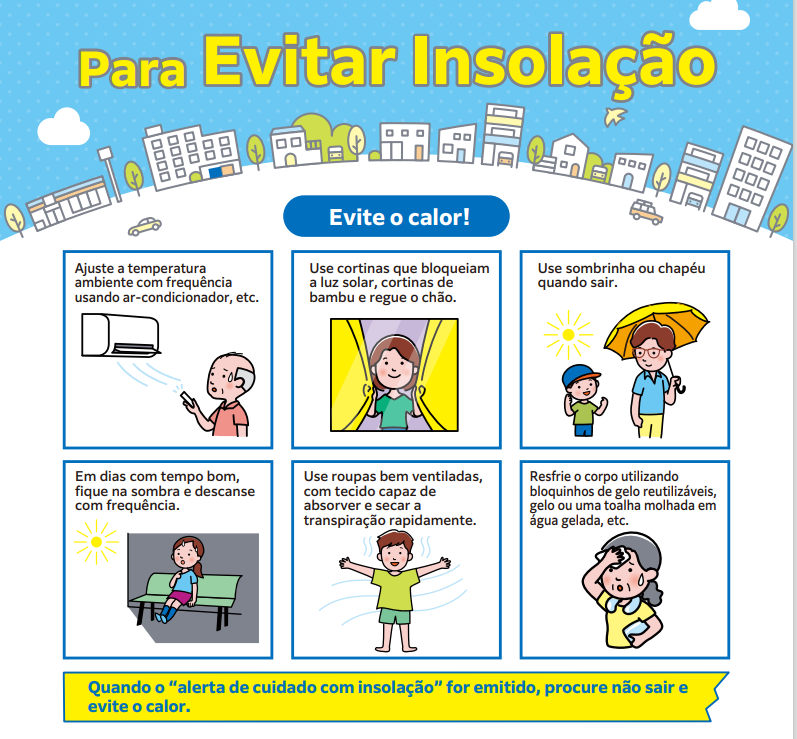 Para Evitar Insolação
Evite o calor!
Ajuste a temperatura
ambiente com frequência
usando ar-condicionador, etc.
Use cortinas que bloqueiam
a luz solar, cortinas de
bambu e regue o chão.
Use sombrinha ou chapéu
quando sair.
Em dias com tempo bom,
fique na sombra e descanse
com frequência.
Use roupas bem ventiladas,
com tecido capaz de
absorver e secar a
transpiração rapidamente.
Resfrie o corpo utilizando
bloquinhos de gelo reutilizáveis,
gelo ou uma toalha molhada em
água gelada, etc.
Quando o “alerta de cuidado com insolação” for emitido, procure não sair e
evite o calor.